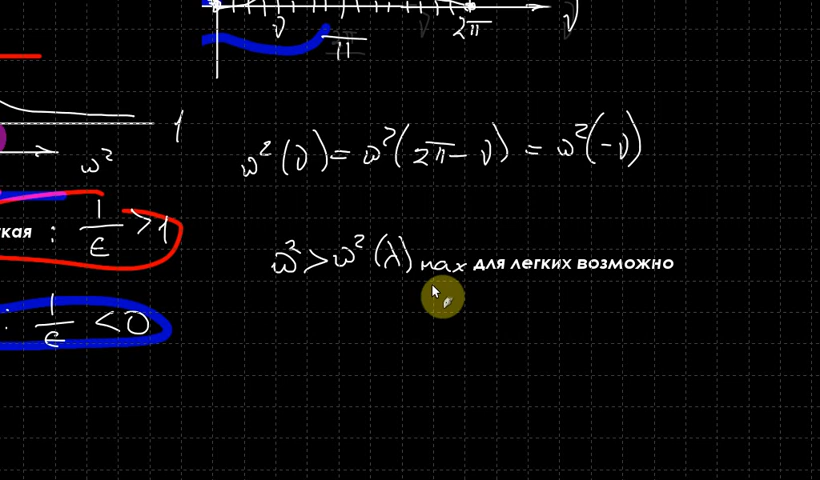 ν 2π ν
π
1
ω²
ω²(ν) = ω²(2π - ν) = ω²(-ν)
кая : 1/ε > 1
ω² > ω²(λ) max для легких возможно
: 1/ε < 0